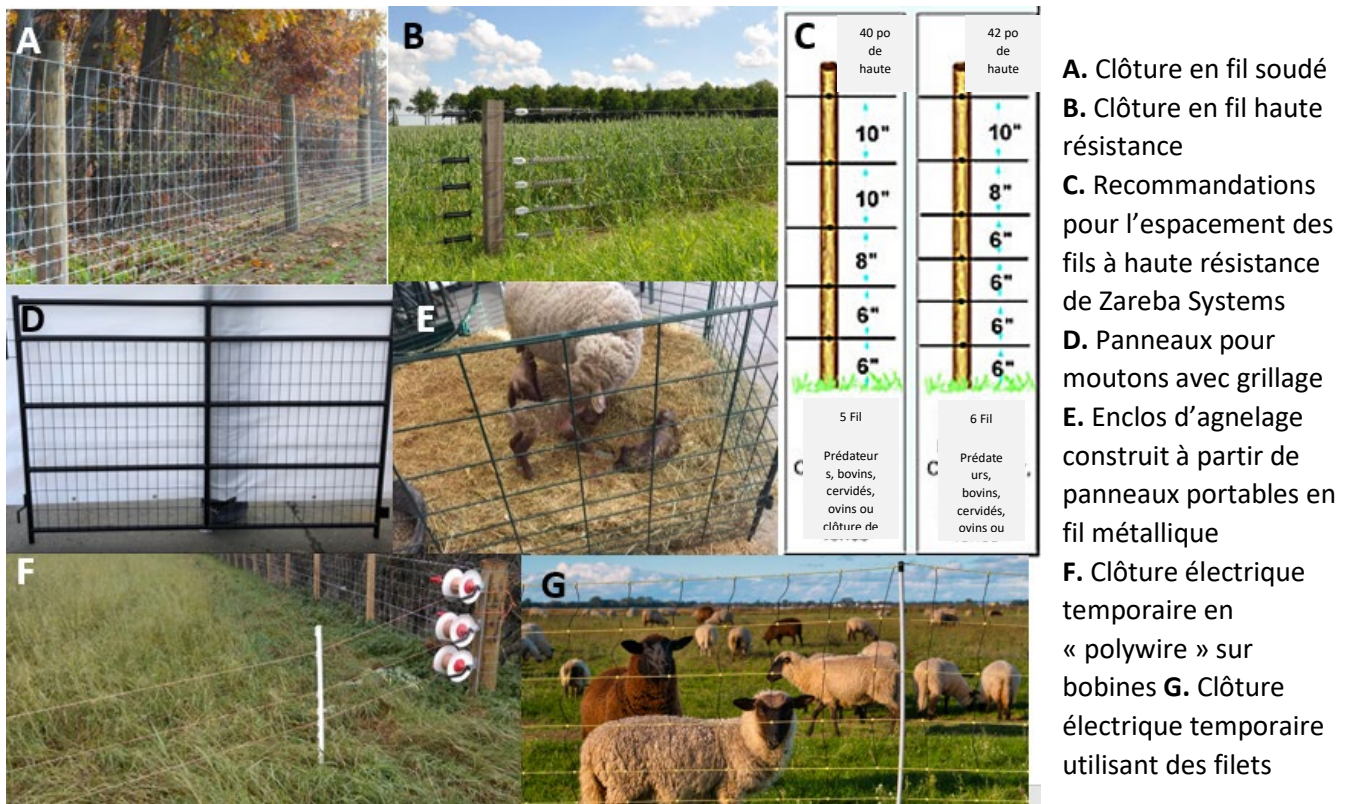 A
B
C
40 po
de
haute
10"
10"
8"
6"
6"
5 Fil
Prédateur
s, bovins,
cervidés,
ovins ou
clôture de
42 po
de
haute
10"
8"
6"
6"
6"
6"
6 Fil
Prédate
urs,
bovins,
cervidés,
ovins ou
D
E
F
G
A. Clôture en fil soudé
B. Clôture en fil haute
résistance
C. Recommandations
pour l’espacement des
fils à haute résistance
de Zareba Systems
D. Panneaux pour
moutons avec grillage
E. Enclos d’agnelage
construit à partir de
panneaux portables en
fil métallique
F. Clôture électrique
temporaire en
« polywire » sur
bobines G. Clôture
électrique temporaire
utilisant des filets